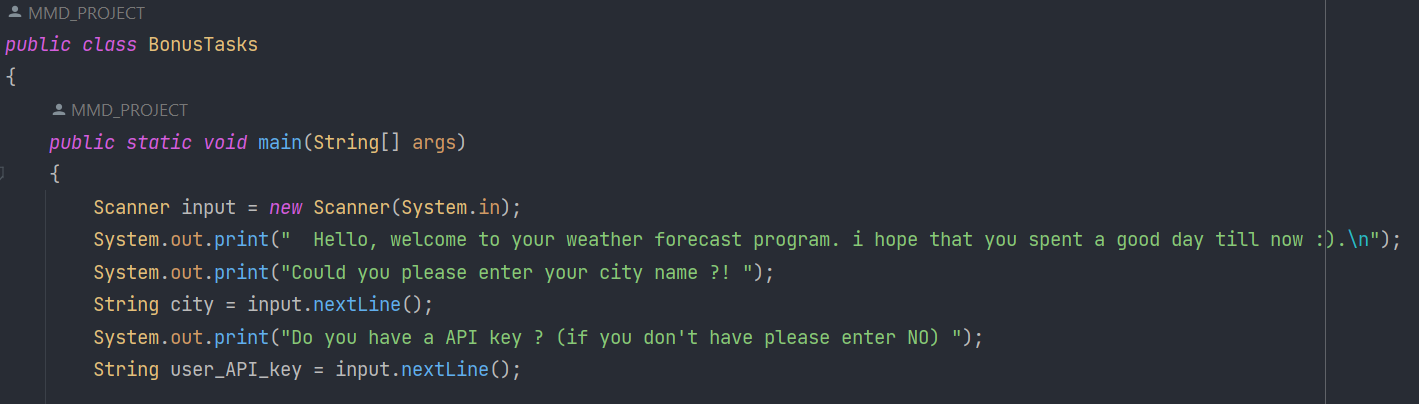 MMD_PROJECT
public class BonusTasks
{
MMD_PROJECT
public static void main(String[] args)
{
Scanner input = new Scanner(System.in);
System.out.print("  Hello, welcome to your weather forecast program. i hope that you spent a good day till now :).\n");
System.out.print("Could you please enter your city name ?! ");
String city = input.nextLine();
System.out.print("Do you have a API key ? (if you don't have please enter NO) ");
String user_API_key = input.nextLine();